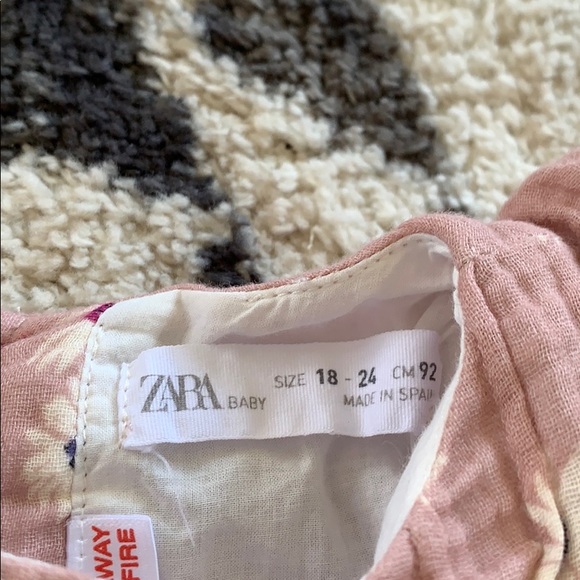 ZARA BABY SIZE 18 - 24 CM 92
MADE IN SPAIN
AWAY
FIRE